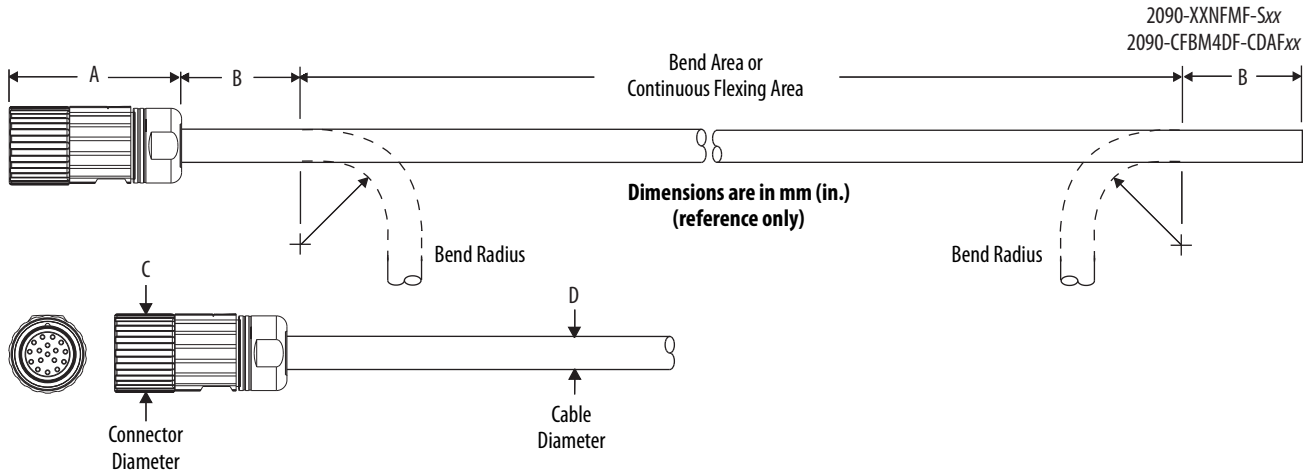 2090-XXNFMF-Sxx
2090-CFBM4DF-CDAFxx
A
B
Bend Area or
Continuous Flexing Area
B
Dimensions are in mm (in.)
(reference only)
Bend Radius
Bend Radius
C
D
Connector
Diameter
Cable
Diameter